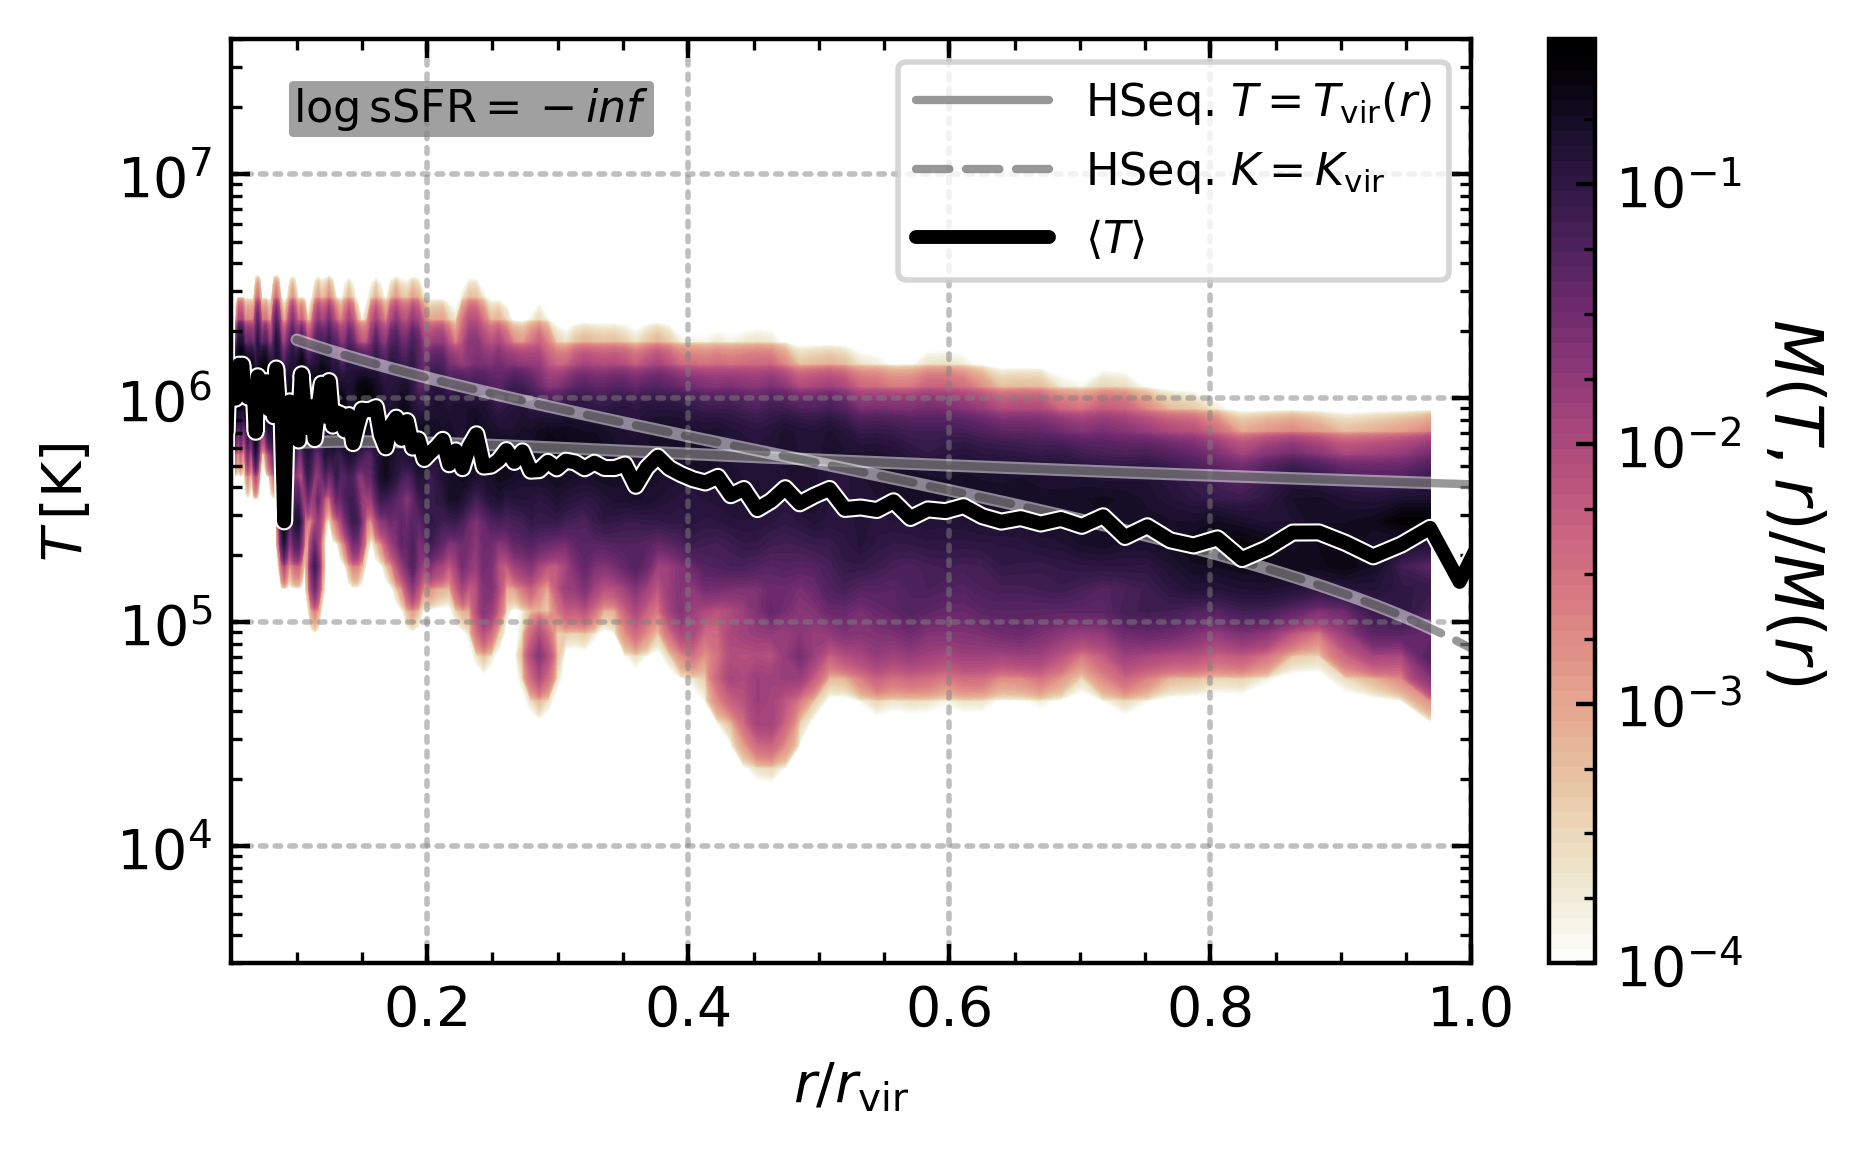 log sSFR = −inf
HSeq. T = T_vir(r)
HSeq. K = K_vir
⟨T⟩
10^7
10^6
10^5
10^4
T [K]
0.2 0.4 0.6 0.8 1.0
r/r_vir
10^−1
10^−2
10^−3
10^−4
M(T, r)/M(r)